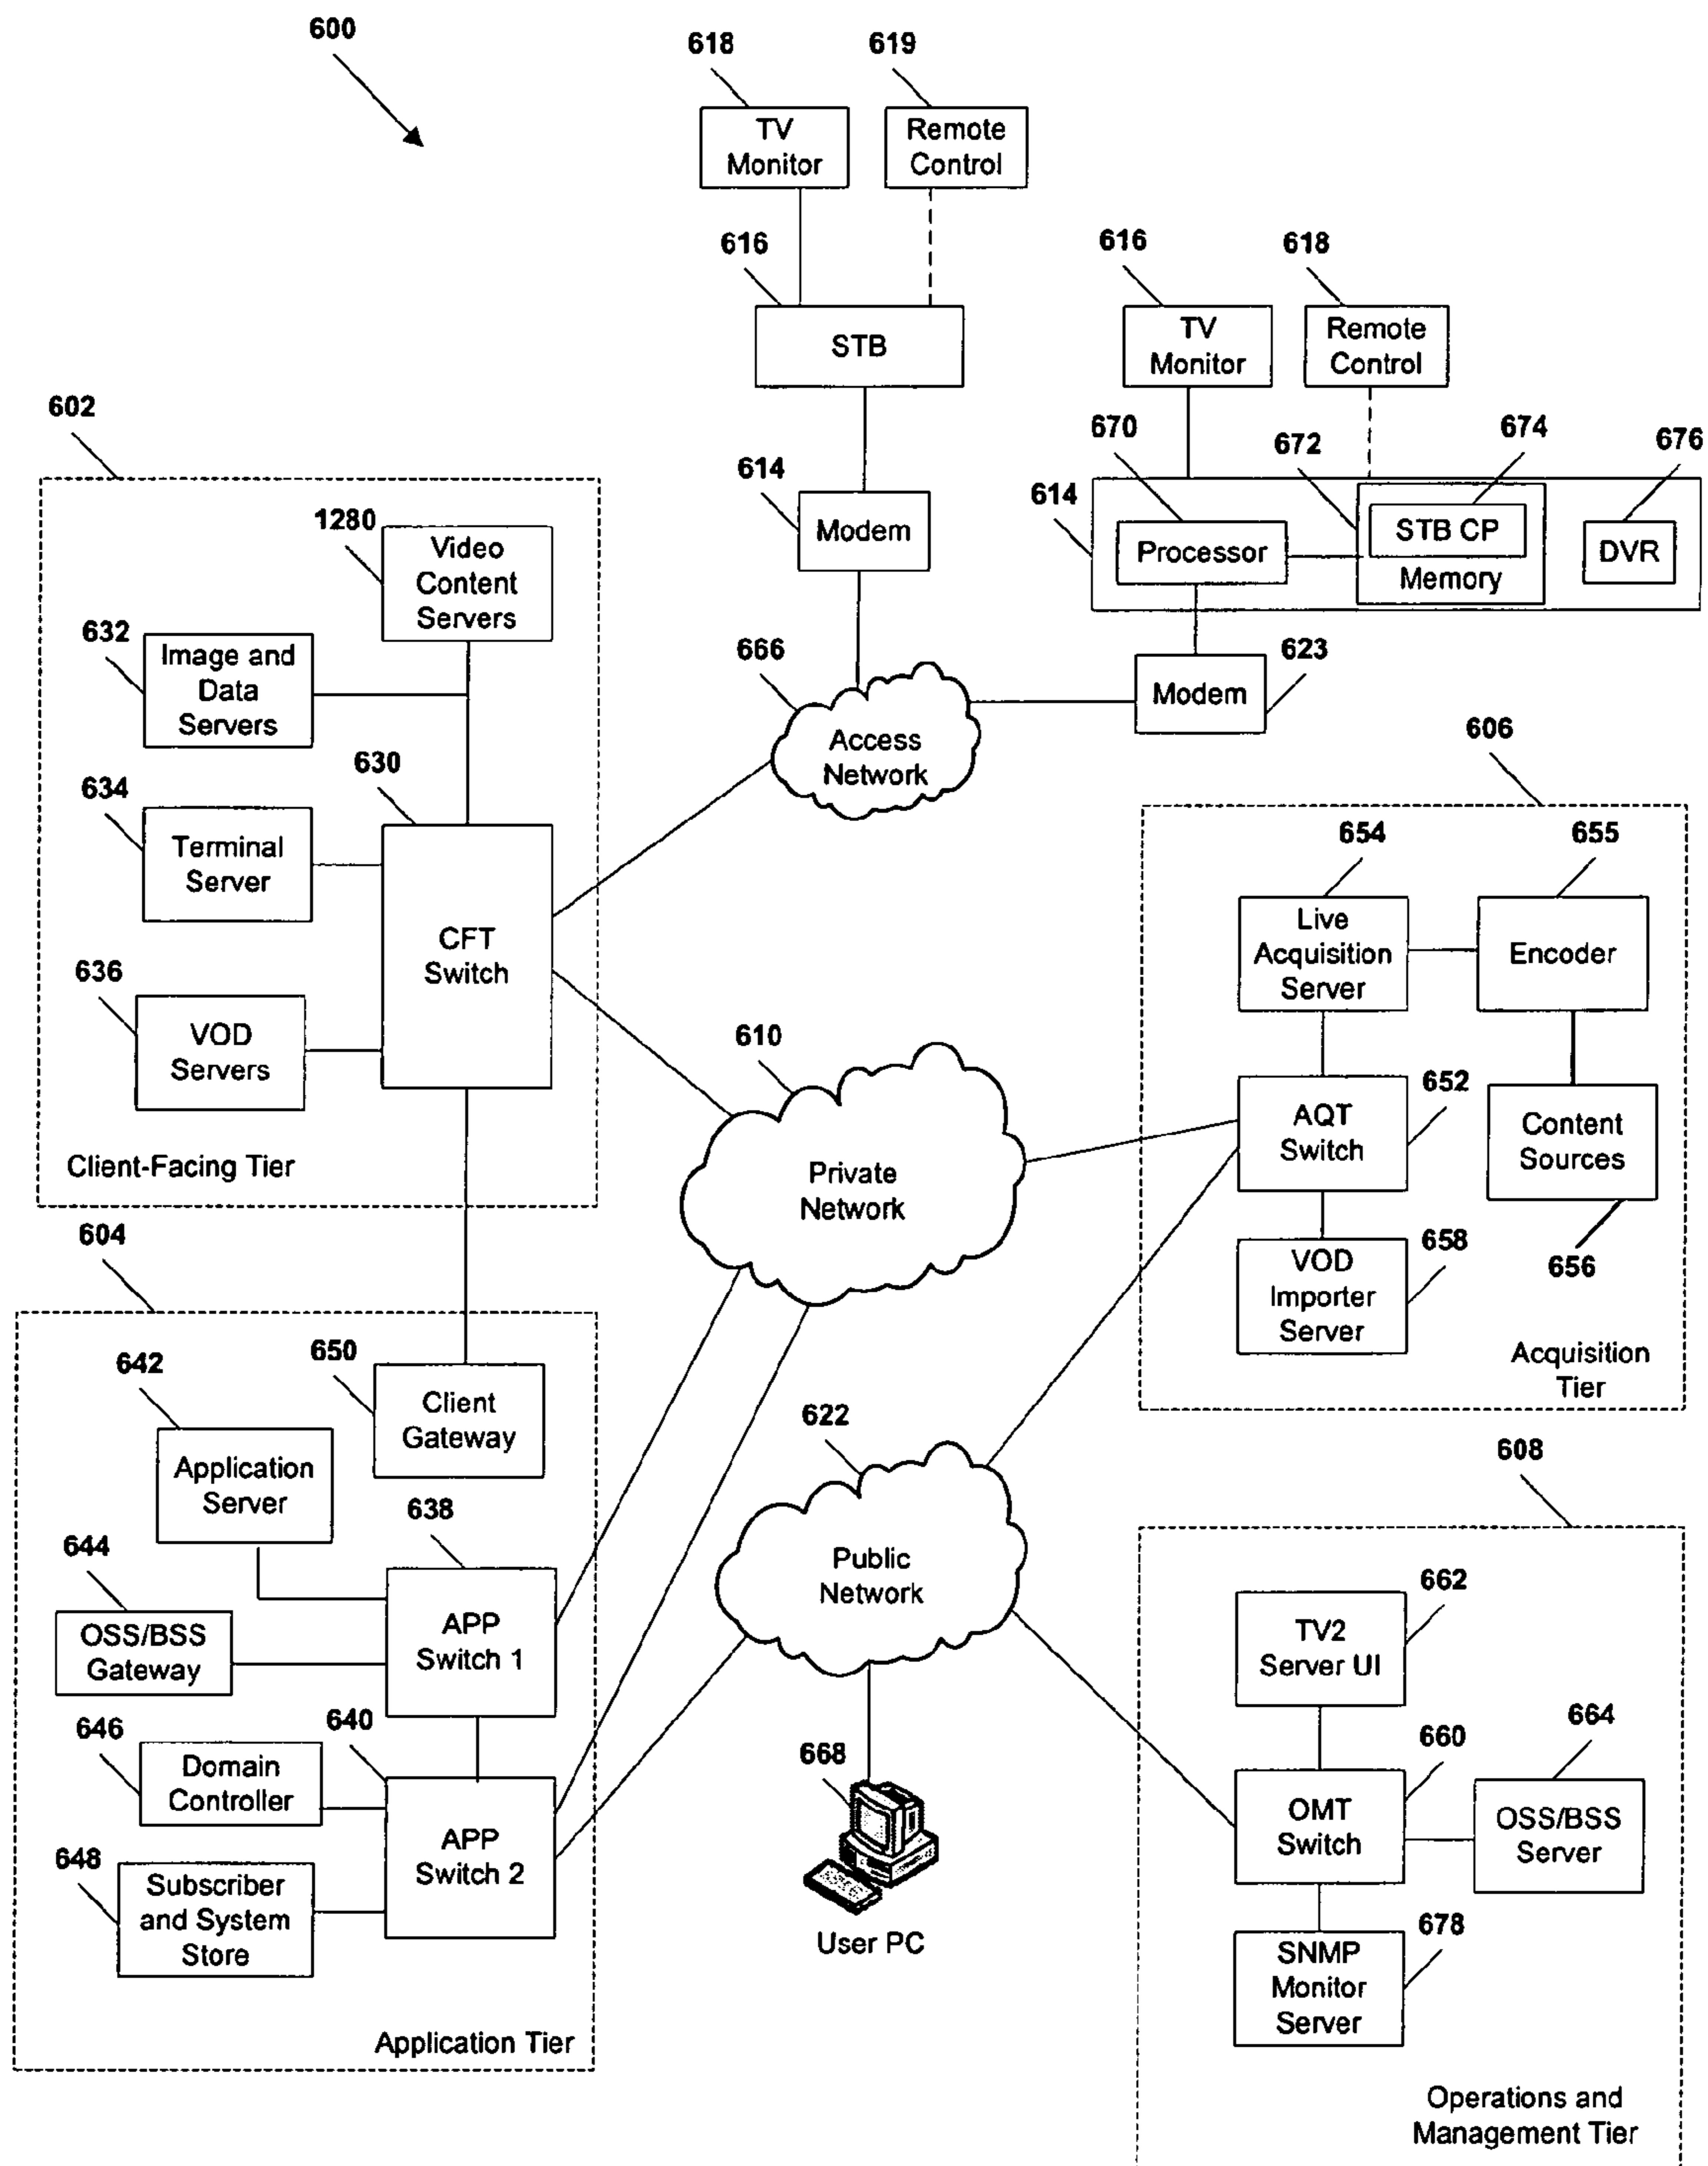 600
618
619
TV
Monitor
Remote
Control
616
STB
616
618
TV
Monitor
Remote
Control
614
Modem
670
672
674
676
614
Processor
STB CP
Memory
DVR
623
Modem
666
Access
Network
602
1280
Video
Content
Servers
632
Image and
Data
Servers
630
634
Terminal
Server
CFT
Switch
636
VOD
Servers
Client-Facing Tier
610
Private
Network
606
654
655
Live
Acquisition
Server
Encoder
652
AQT
Switch
Content
Sources
656
658
VOD
Importer
Server
Acquisition
Tier
604
642
650
Client
Gateway
Application
Server
638
644
OSS/BSS
Gateway
APP
Switch 1
646
640
Domain
Controller
APP
Switch 2
648
Subscriber
and System
Store
Application Tier
622
Public
Network
668
User PC
608
662
TV2
Server UI
660
664
OMT
Switch
OSS/BSS
Server
678
SNMP
Monitor
Server
Operations and
Management Tier